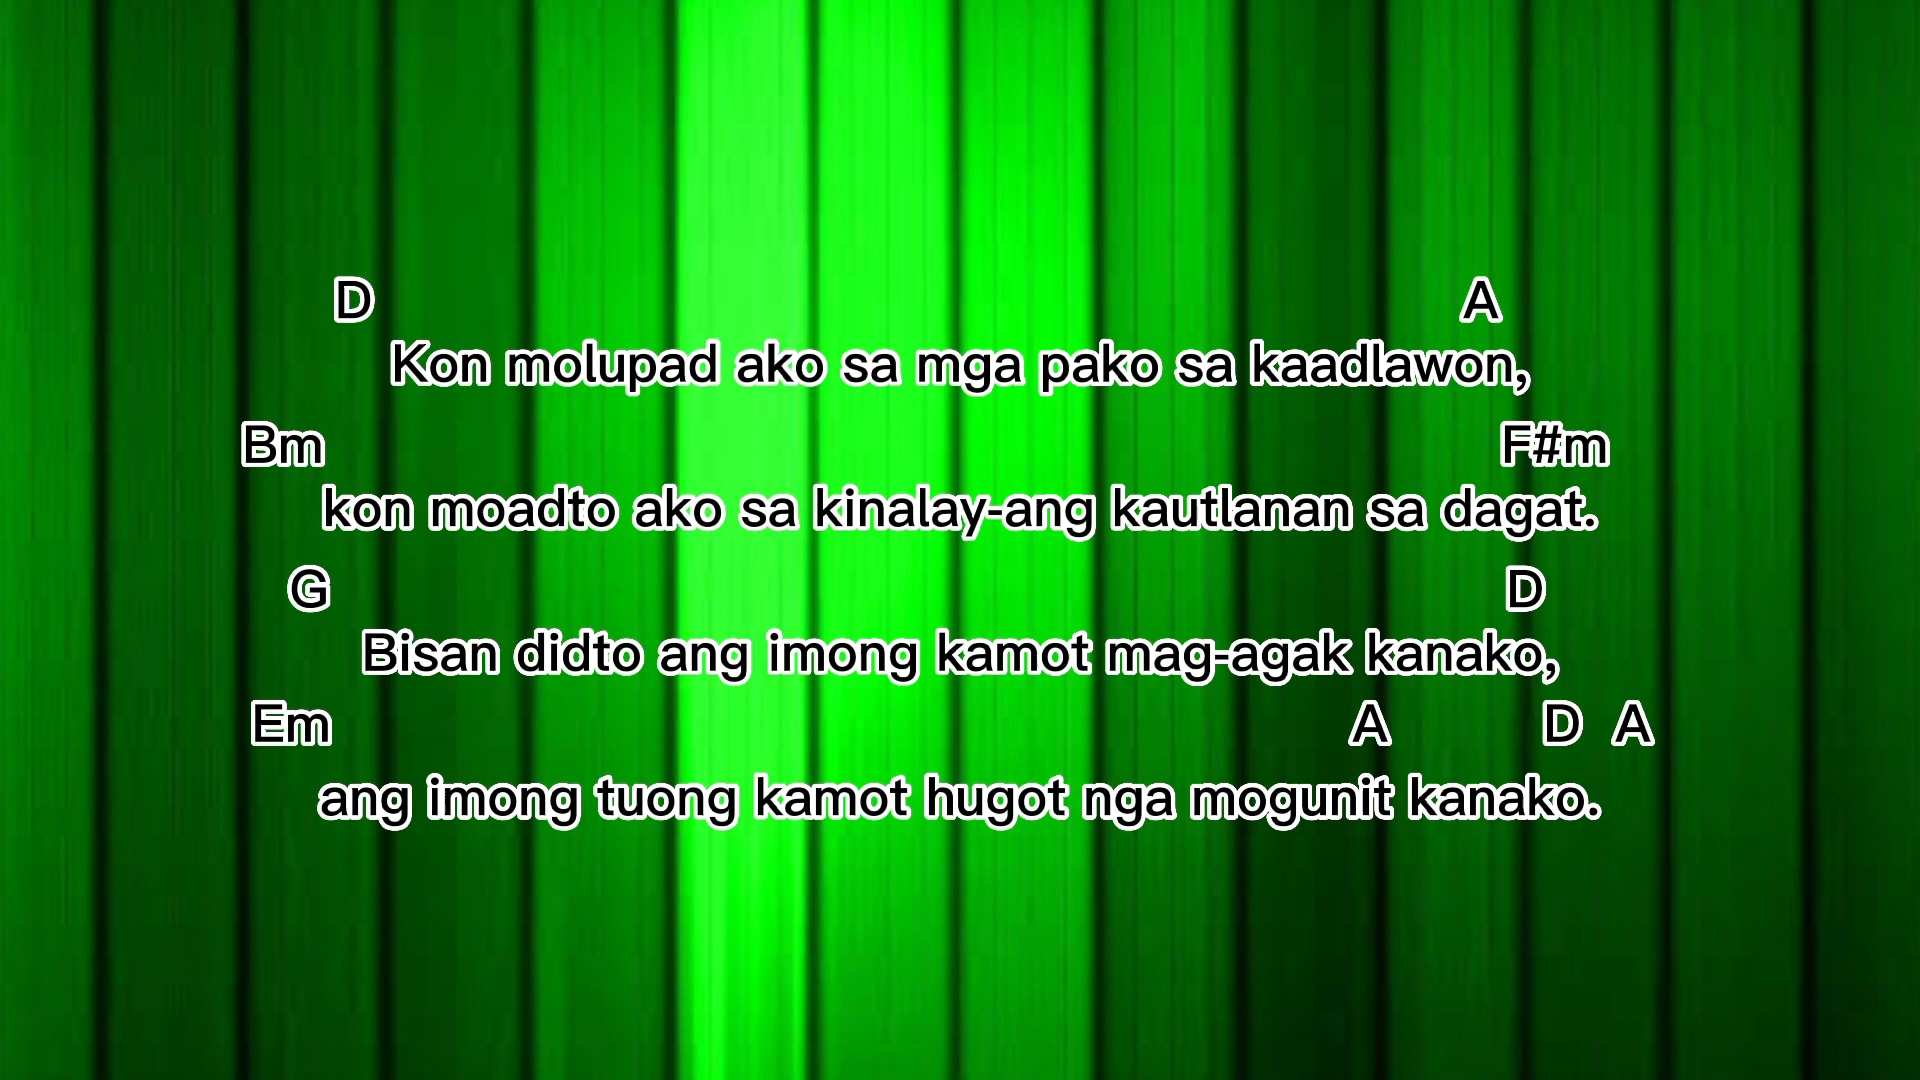 D A
Kon molupad ako sa mga pako sa kaadlawon,
Bm F#m
kon moadto ako sa kinalay-ang kautlanan sa dagat.
G D
Bisan didto ang imong kamot mag-agak kanako,
Em A D A
ang imong tuong kamot hugot nga mogunit kanako.